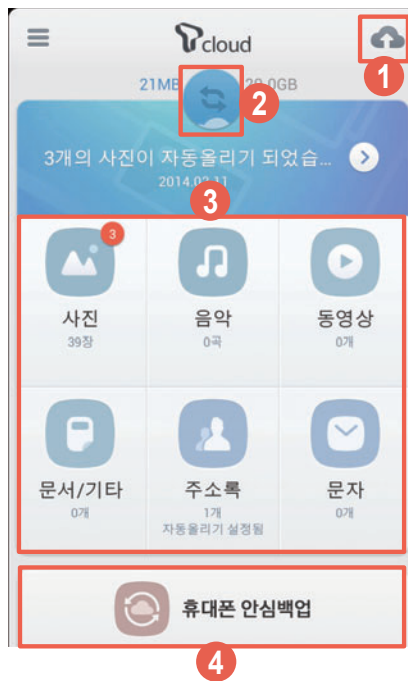 Tcloud
1
21MB
20.0GB
2
3개의 사진이 자동올리기 되었습...
2014.03.11
3
3
사진
음악
동영상
39장
0곡
0개
문서/기타
주소록
문자
0개
1개
0개
자동올리기 설정됨
휴대폰 안심백업
4